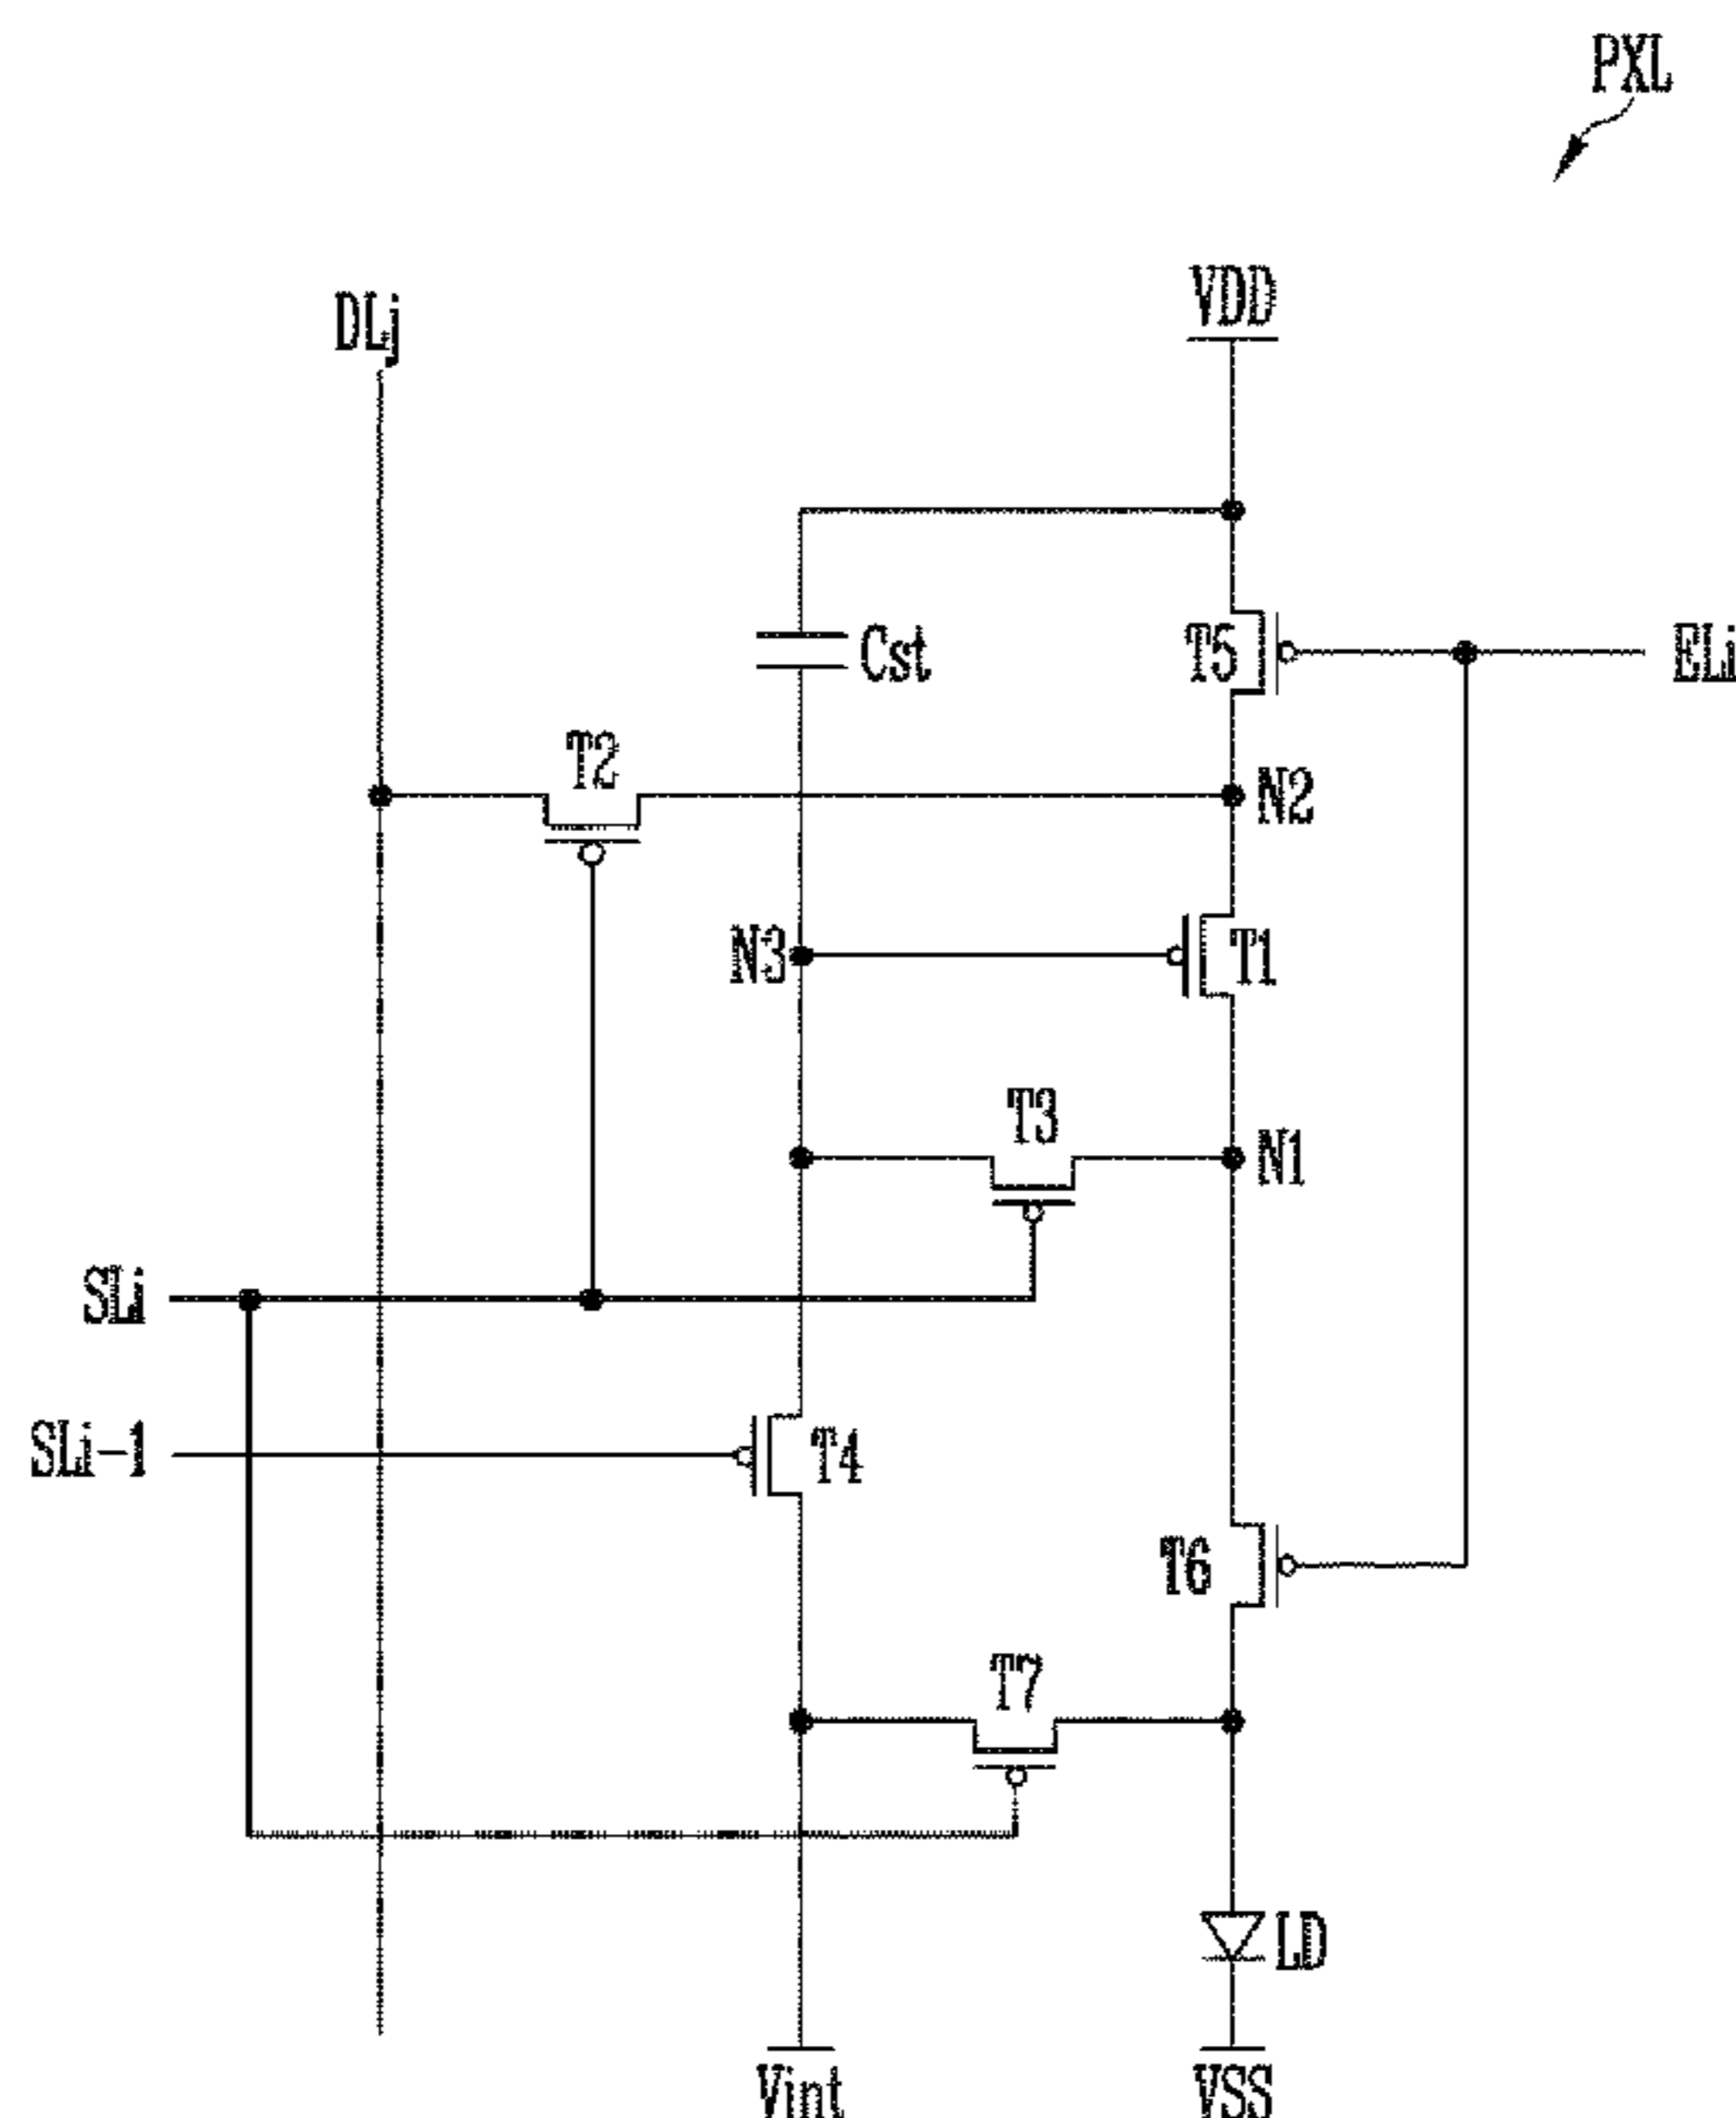 PXL
VDD
DLj
Cst
T5
ELi
T2
N2
N3
T1
T3
N1
SLi
SLi-1
T4
T6
T7
LD
Vint
VSS